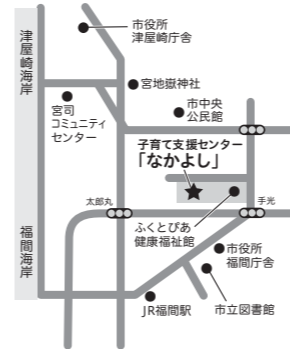 津屋崎海岸
市役所
津屋崎庁舎
宮地嶽神社
宮司
コミュニティ
センター
市中央
公民館
子育て支援センター
「なかよし」
太郎丸
手光
ふくとぴあ
健康福祉館
福間海岸
市役所
福間庁舎
JR福間駅
市立図書館